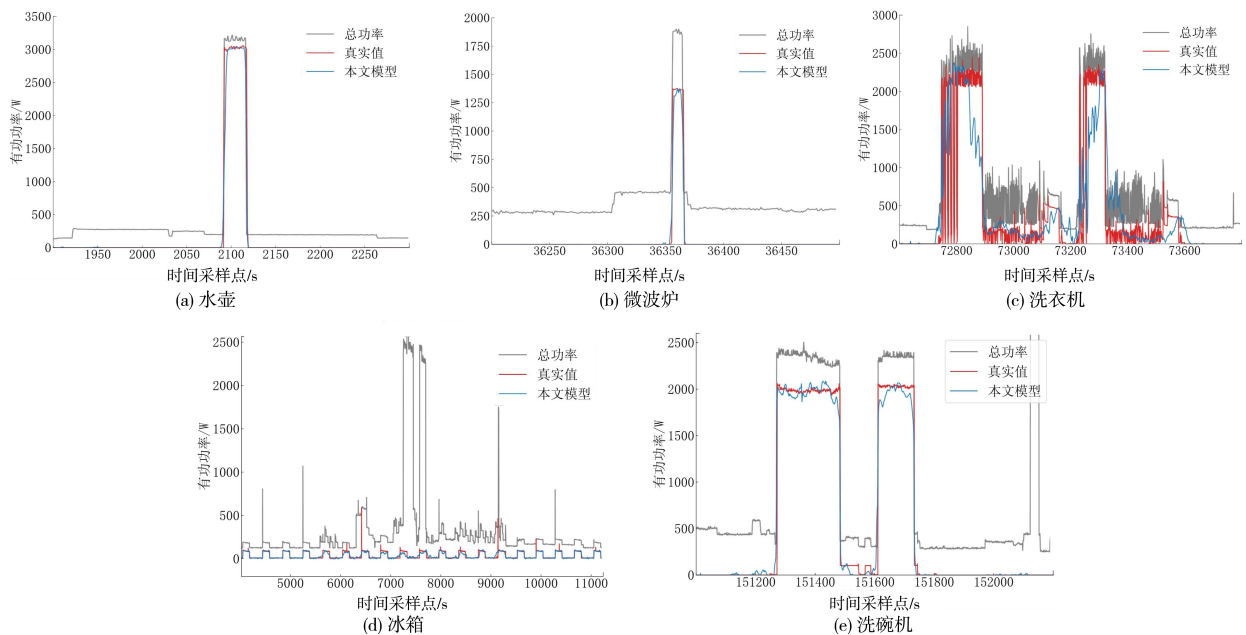 3500
3000
2500
2000
1500
1000
500
0
有功功率/W
总功率
真实值
本文模型
1950
2000
2050
2100
2150
2200
2250
时间采样点/s
(a) 水壶
2000
1750
1500
1250
1000
750
500
250
0
有功功率/W
总功率
真实值
本文模型
36250
36300
36350
36400
36450
时间采样点/s
(b) 微波炉
3000
2500
2000
1500
1000
500
0
有功功率/W
总功率
真实值
本文模型
72800
73000
73200
73400
73600
时间采样点/s
(c) 洗衣机
2500
2000
1500
1000
500
0
有功功率/W
总功率
真实值
本文模型
5000
6000
7000
8000
9000
10000
11000
时间采样点/s
(d) 冰箱
2500
2000
1500
1000
500
0
有功功率/W
总功率
真实值
本文模型
151200
151400
151600
151800
152000
时间采样点/s
(e) 洗碗机